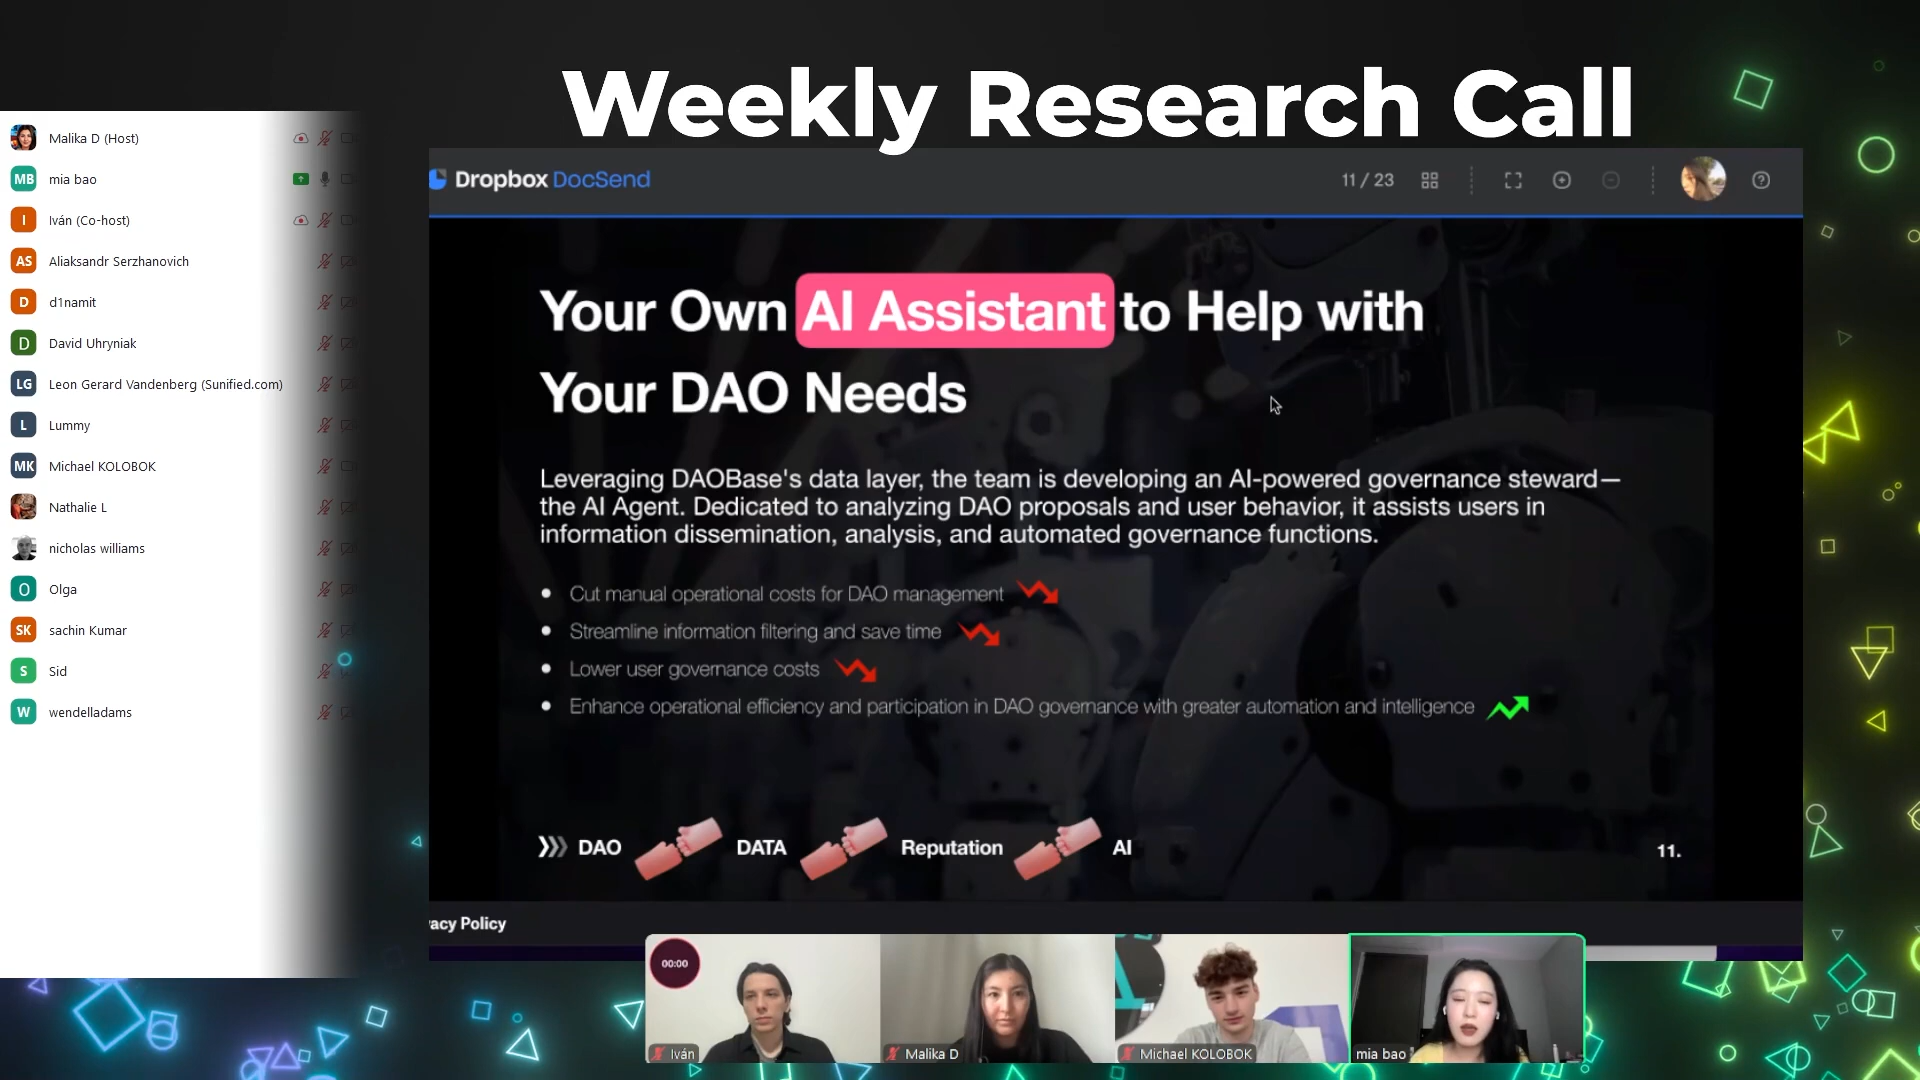 Weekly Research Call
Malika D (Host)
MB mia bao
I Iván (Co-host)
AS Aliaksandr Serzhanovich
D d1namit
D David Uhryniak
LG Leon Gerard Vandenberg (Sunified.com)
L Lummy
MK Michael KOLOBOK
Nathalie L
nicholas williams
O Olga
SK sachin Kumar
S Sid
W wendelladams
Dropbox DocSend
11 / 23
Your Own AI Assistant to Help with
Your DAO Needs
Leveraging DAOBase's data layer, the team is developing an AI-powered governance steward—
the AI Agent. Dedicated to analyzing DAO proposals and user behavior, it assists users in
information dissemination, analysis, and automated governance functions.
• Cut manual operational costs for DAO management
• Streamline information filtering and save time
• Lower user governance costs
• Enhance operational efficiency and participation in DAO governance with greater automation and intelligence
DAO DATA Reputation AI
11.
acy Policy
00:00
Iván
Malika D
Michael KOLOBOK
mia bao